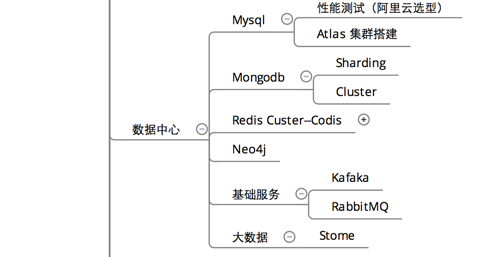 Mysql
性能测试（阿里云选型）
Atlas 集群搭建
Mongodb
Sharding
Cluster
数据中心
Redis Custer--Codis
Neo4j
基础服务
Kafaka
RabbitMQ
大数据
Stome